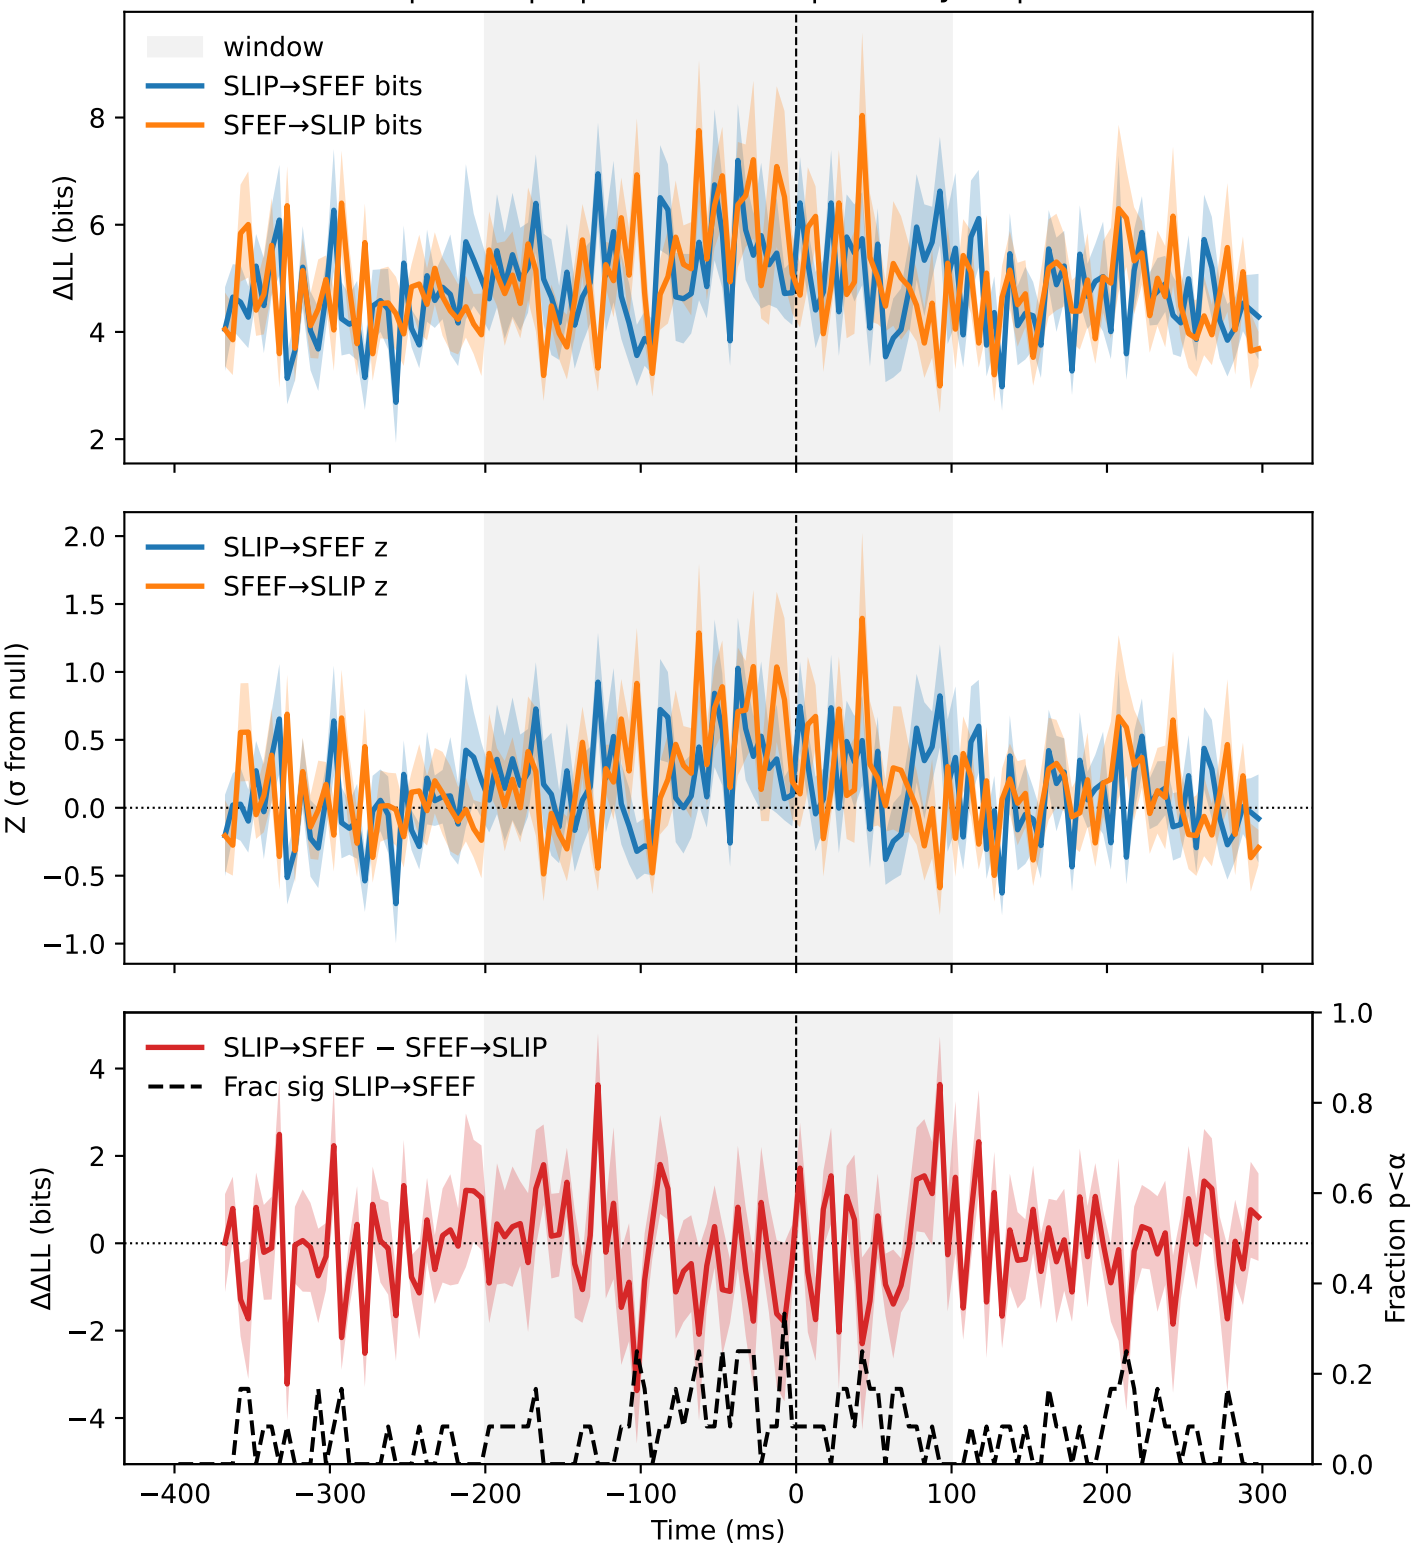 window
SLIP→SFEF bits
SFEF→SLIP bits
ΔLL (bits)
8
6
4
2
SLIP→SFEF z
SFEF→SLIP z
Z (σ from null)
2.0
1.5
1.0
0.5
0.0
−0.5
−1.0
SLIP→SFEF − SFEF→SLIP
Frac sig SLIP→SFEF
ΔΔLL (bits)
4
2
0
−2
−4
1.0
0.8
0.6
0.4
0.2
0.0
Fraction p<α
−400 −300 −200 −100 0 100 200 300
Time (ms)